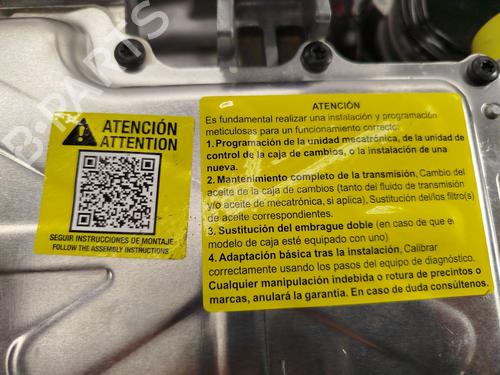 B-PARTS
ATENCIÓN
ATTENTION
SEGUIR INSTRUCCIONES DE MONTAJE
FOLLOW THE ASSEMBLY INSTRUCTIONS
ATENCIÓN
Es fundamental realizar una instalación y programación
meticulosas para un funcionamiento correcto:
1. Programación de la unidad mecatrónica, de la unidad de
control de la caja de cambios, o la instalación de una
nueva.
2. Mantenimiento completo de la transmisión, Cambio del
aceite de la caja de cambios (tanto del fluido de transmisión
y/o aceite de mecatrónica, si aplica), Sustitución del/los filtro(s)
de aceite correspondientes.
3. Sustitución del embrague doble (en caso de que el
modelo de caja esté equipado con uno)
4. Adaptación básica tras la instalación, Calibrar
correctamente usando los pasos del equipo de diagnóstico.
Cualquier manipulación indebida o rotura de precintos o
marcas, anulará la garantía. En caso de duda consúltenos.